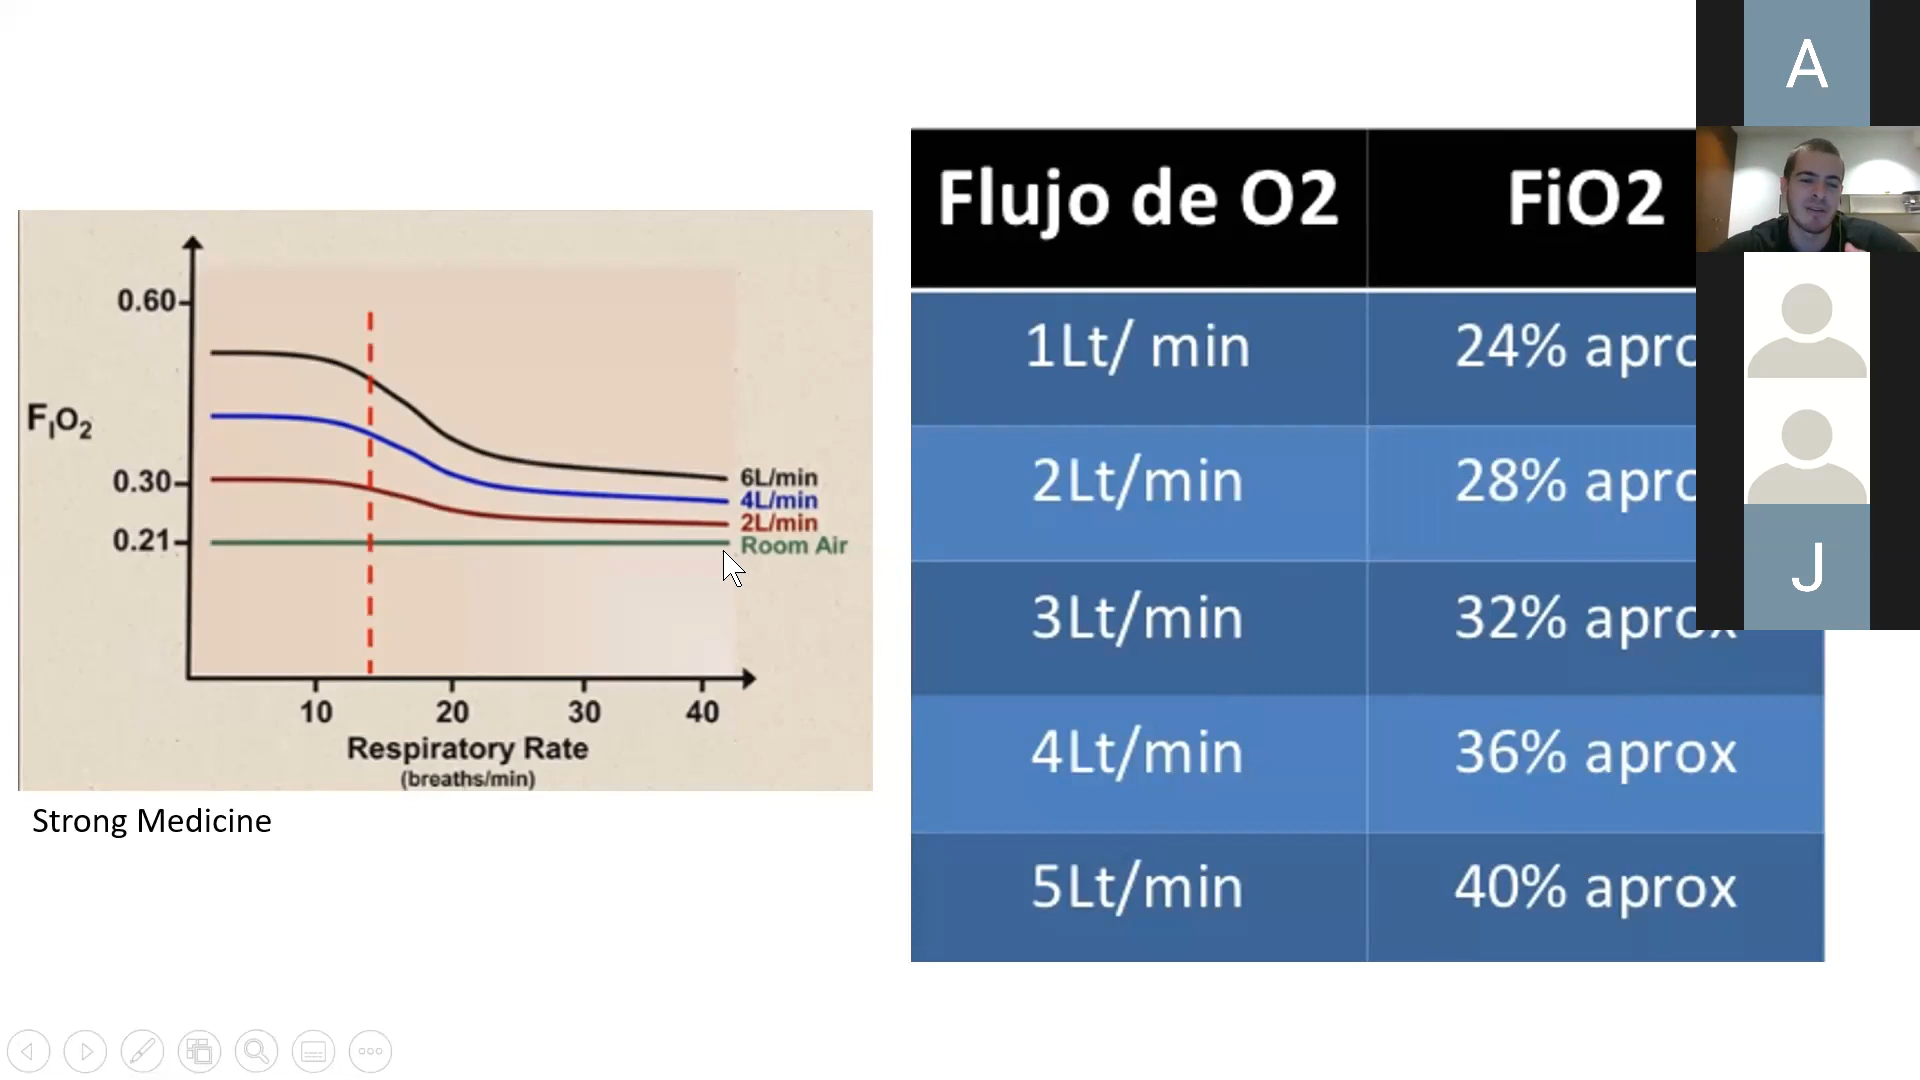 0.60
FIO2
0.30
0.21
6L/min
4L/min
2L/min
Room Air
10 20 30 40
Respiratory Rate
(breaths/min)
Strong Medicine
Flujo de O2 FiO2
1Lt/ min 24% apro
2Lt/min 28% apro
3Lt/min 32% aprox
4Lt/min 36% aprox
5Lt/min 40% aprox
A
J